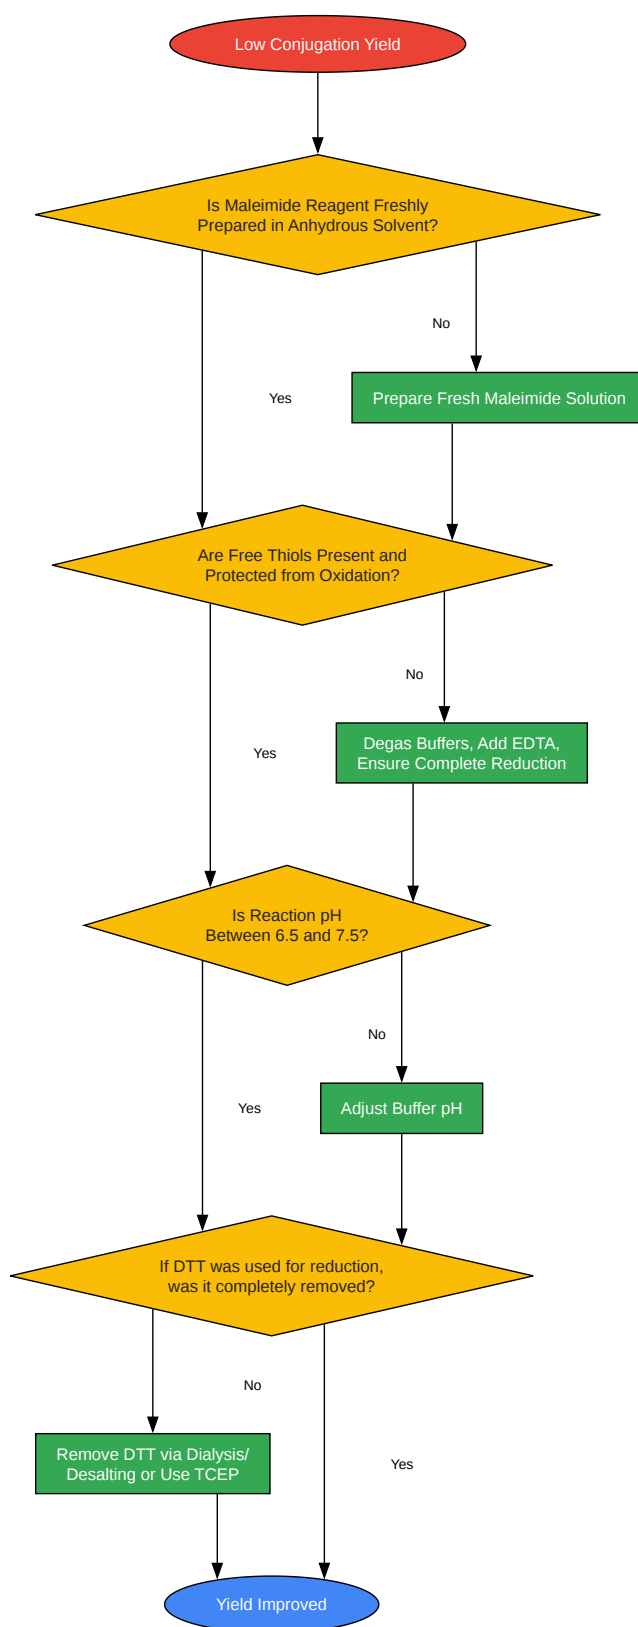 Low Conjugation Yield
Is Maleimide Reagent Freshly
Prepared in Anhydrous Solvent?
No
Yes
Prepare Fresh Maleimide Solution
Are Free Thiols Present and
Protected from Oxidation?
No
Yes
Degas Buffers, Add EDTA,
Ensure Complete Reduction
Is Reaction pH
Between 6.5 and 7.5?
No
Yes
Adjust Buffer pH
If DTT was used for reduction,
was it completely removed?
No
Yes
Remove DTT via Dialysis/
Desalting or Use TCEP
Yield Improved